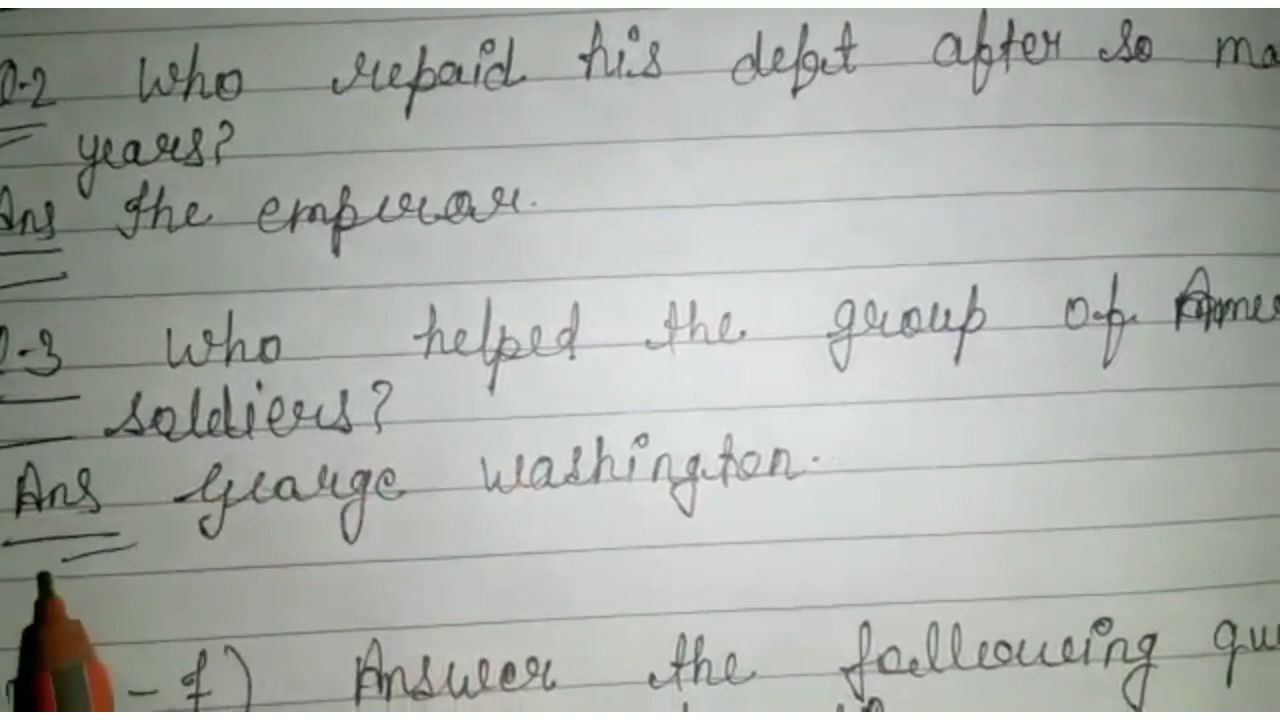 Q-2 Who repaid his debt after so ma
years?
Ans The emperor.
Q-3 Who helped the group of Ame
soldiers?
Ans George washington.
-f) Answer the following qu